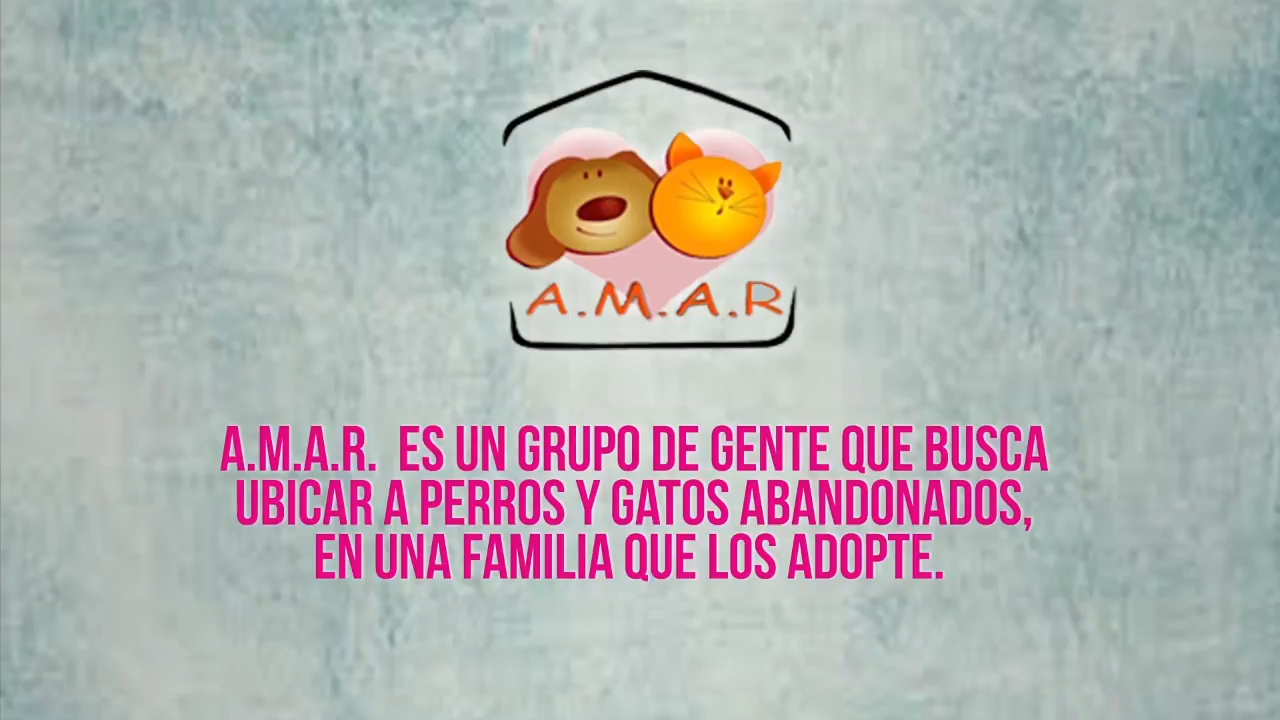 A.M.A.R
A.M.A.R. ES UN GRUPO DE GENTE QUE BUSCA
UBICAR A PERROS Y GATOS ABANDONADOS,
EN UNA FAMILIA QUE LOS ADOPTE.